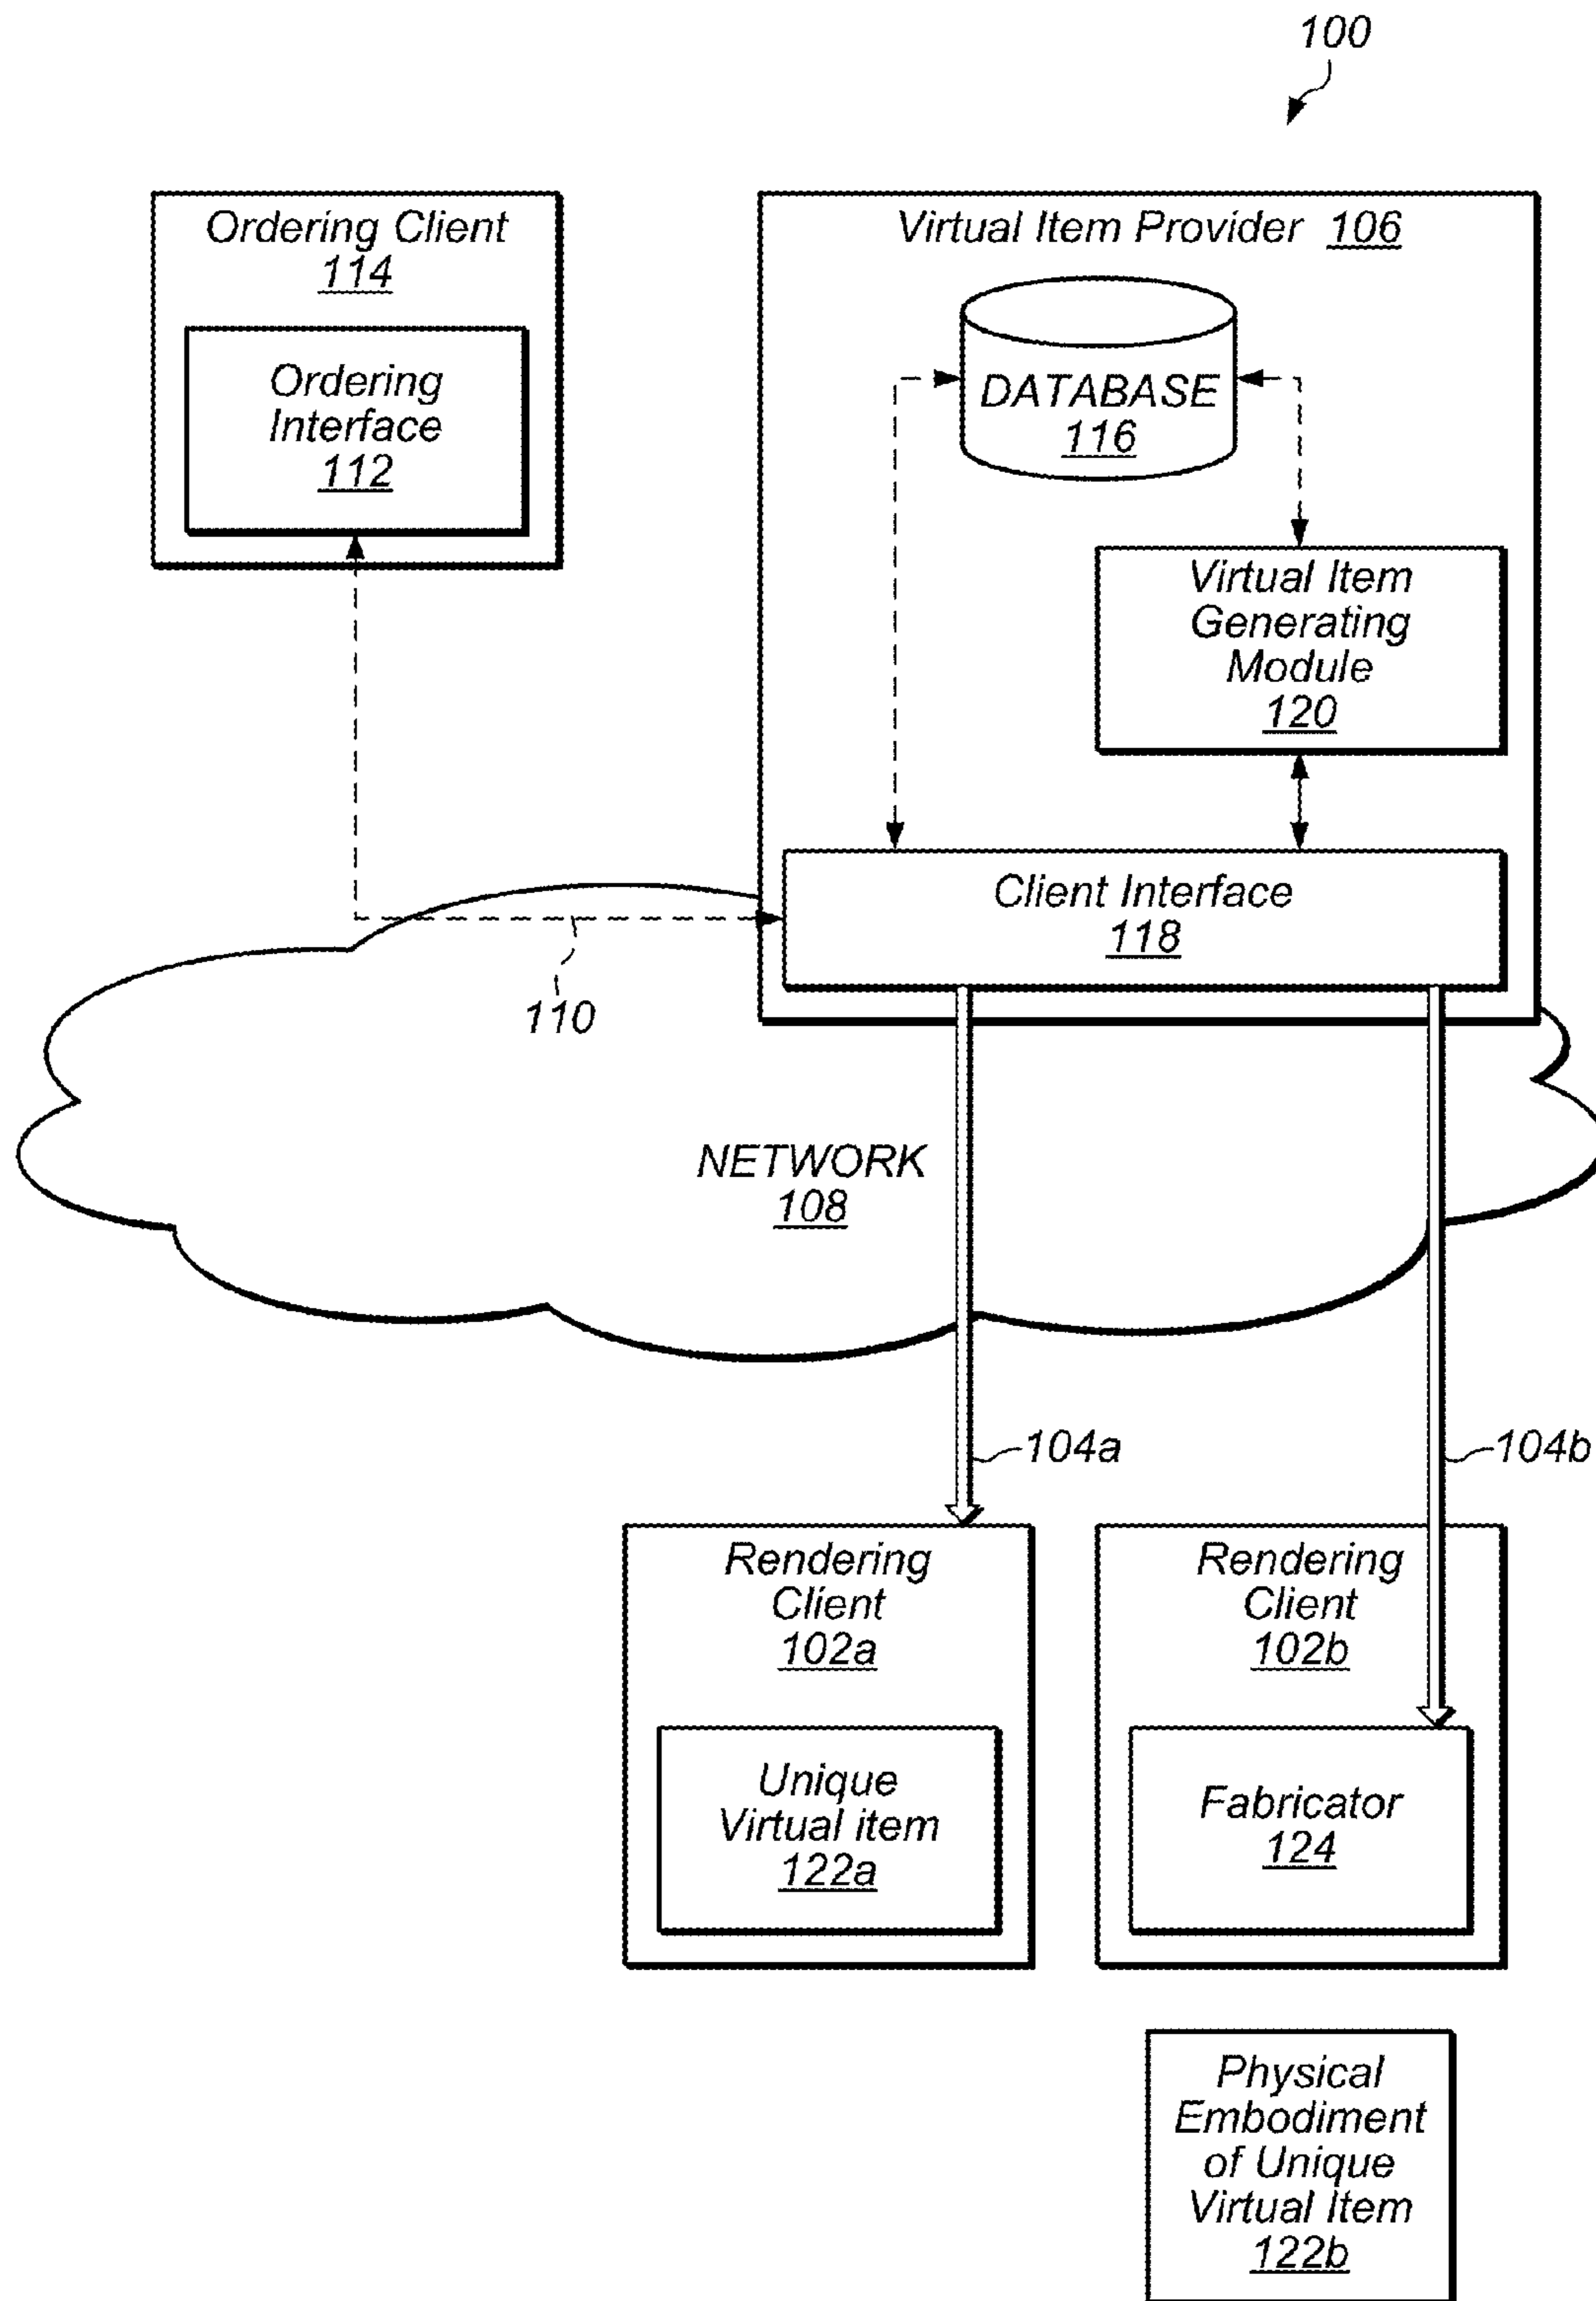 100
Ordering Client
114
Ordering
Interface
112
Virtual Item Provider 106
DATABASE
116
Virtual Item
Generating
Module
120
Client Interface
118
110
NETWORK
108
104a
104b
Rendering
Client
102a
Unique
Virtual item
122a
Rendering
Client
102b
Fabricator
124
Physical
Embodiment
of Unique
Virtual Item
122b